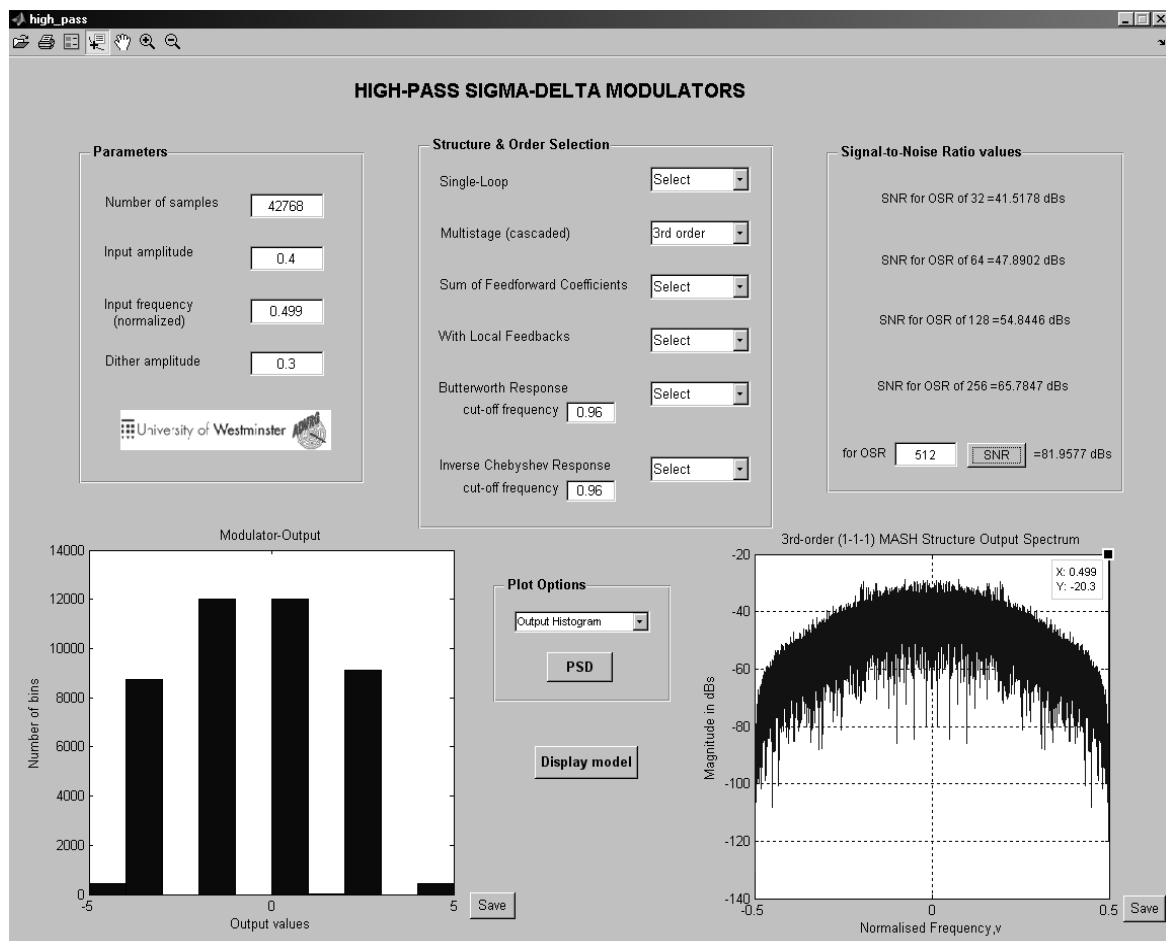 high_pass
HIGH-PASS SIGMA-DELTA MODULATORS
Parameters
Number of samples 42768
Input amplitude 0.4
Input frequency
(normalized) 0.499
Dither amplitude 0.3
University of Westminster ADVRG
Structure & Order Selection
Single-Loop Select
Multistage (cascaded) 3rd order
Sum of Feedforward Coefficients Select
With Local Feedbacks Select
Butterworth Response Select
cut-off frequency 0.96
Inverse Chebyshev Response Select
cut-off frequency 0.96
Signal-to-Noise Ratio values
SNR for OSR of 32 =41.5178 dBs
SNR for OSR of 64 =47.8902 dBs
SNR for OSR of 128 =54.8446 dBs
SNR for OSR of 256 =65.7847 dBs
for OSR 512 SNR =81.9577 dBs
Modulator-Output
14000
12000
10000
8000
6000
4000
2000
0
-5 0 5
Number of bins
Output values
Save
Plot Options
Output Histogram
PSD
Display model
3rd-order (1-1-1) MASH Structure Output Spectrum
X: 0.499
Y: -20.3
-20
-40
-60
-80
-100
-120
-140
-0.5 0 0.5
Magnitude in dBs
Normalised Frequency,v
Save